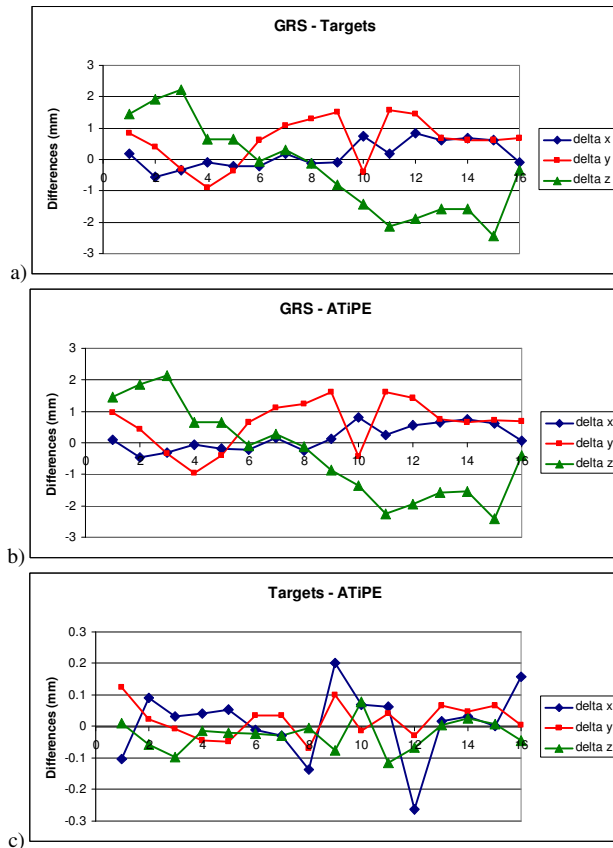 GRS - Targets
3
2
1
0
-1
-2
-3
0 2 4 6 8 10 12 14 16
Differences (mm)
delta x
delta y
delta z
a)
GRS - ATiPE
3
2
1
0
-1
-2
-3
0 2 4 6 8 10 12 14 16
Differences (mm)
delta x
delta y
delta z
b)
Targets - ATiPE
0.3
0.2
0.1
0
-0.1
-0.2
-0.3
0 2 4 6 8 10 12 14 16
Differences (mm)
delta x
delta y
delta z
c)